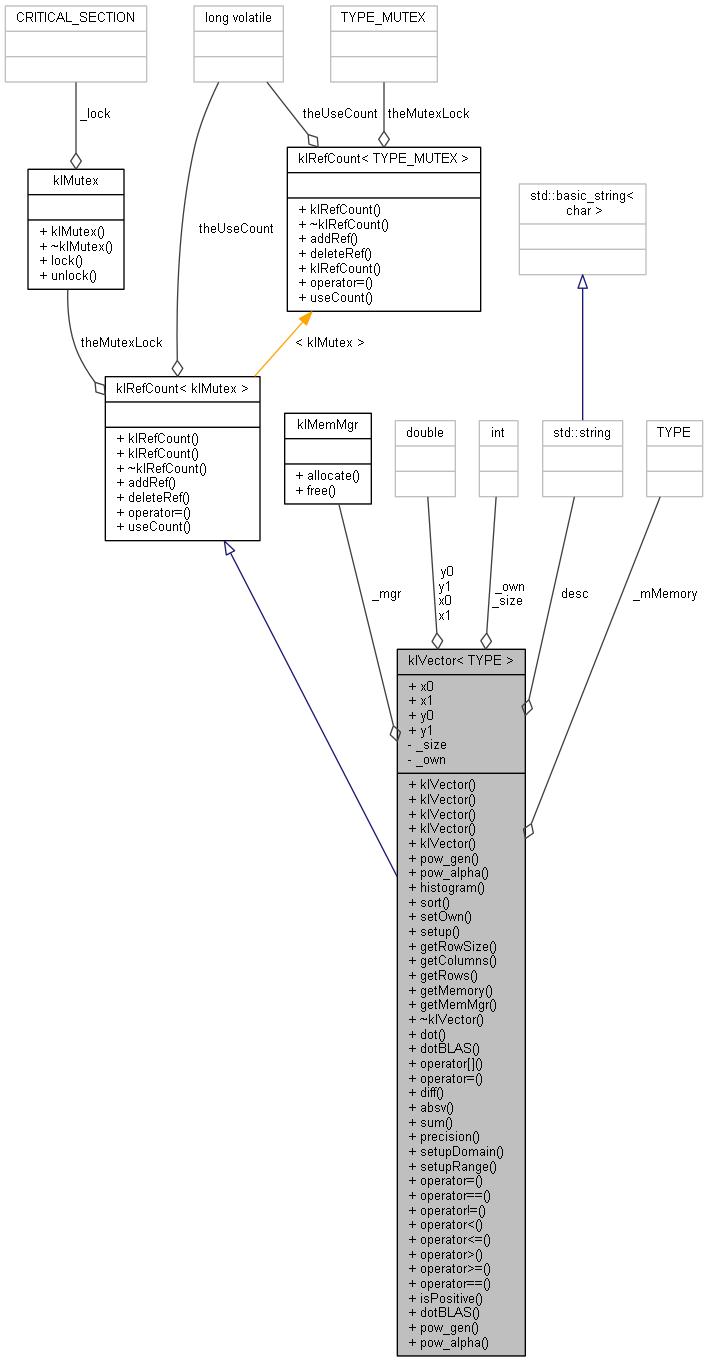 CRITICAL_SECTION
long volatile
TYPE_MUTEX
_lock
theUseCount
theMutexLock
klMutex
+ klMutex()
+ ~klMutex()
+ lock()
+ unlock()
klRefCount< TYPE_MUTEX >
+ klRefCount()
+ ~klRefCount()
+ addRef()
+ deleteRef()
+ klRefCount()
+ operator=()
+ useCount()
std::basic_string<
char >
theUseCount
theMutexLock
< klMutex >
klRefCount< klMutex >
+ klRefCount()
+ klRefCount()
+ ~klRefCount()
+ addRef()
+ deleteRef()
+ operator=()
+ useCount()
klMemMgr
+ allocate()
+ free()
double
int
std::string
TYPE
_mgr
y0
y1
x0
x1
_own
_size
desc
_mMemory
klVector< TYPE >
+ x0
+ x1
+ y0
+ y1
- _size
- _own
+ klVector()
+ klVector()
+ klVector()
+ klVector()
+ klVector()
+ pow_gen()
+ pow_alpha()
+ histogram()
+ sort()
+ setOwn()
+ setup()
+ getRowSize()
+ getColumns()
+ getRows()
+ getMemory()
+ getMemMgr()
+ ~klVector()
+ dot()
+ dotBLAS()
+ operator[]()
+ operator=()
+ diff()
+ absv()
+ sum()
+ precision()
+ setupDomain()
+ setupRange()
+ operator=()
+ operator==()
+ operator!=()
+ operator<()
+ operator<=()
+ operator>()
+ operator>=()
+ operator==()
+ isPositive()
+ dotBLAS()
+ pow_gen()
+ pow_alpha()